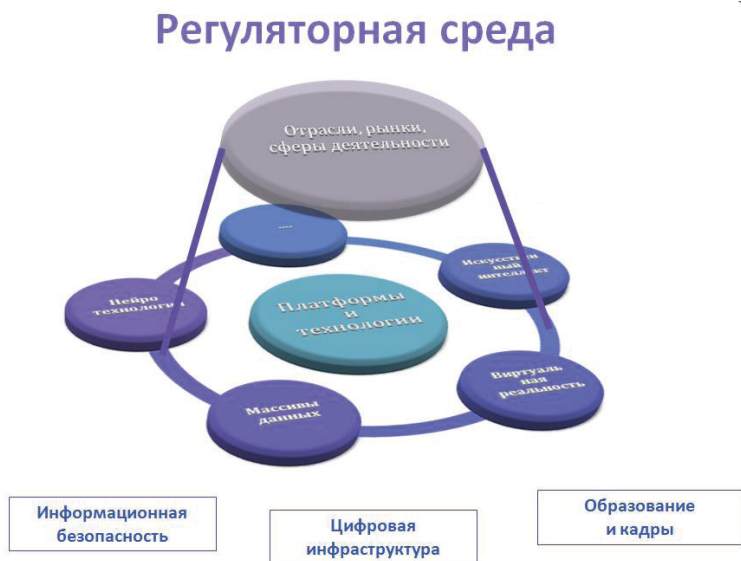 Регуляторная среда
Отрасли, рынки,
сферы деятельности
....
Искусствен
ный
интеллект
Нейро
технологии
Платформы
и
технологии
Виртуаль
ная
реальность
Массивы
данных
Информационная
безопасность
Цифровая
инфраструктура
Образование
и кадры